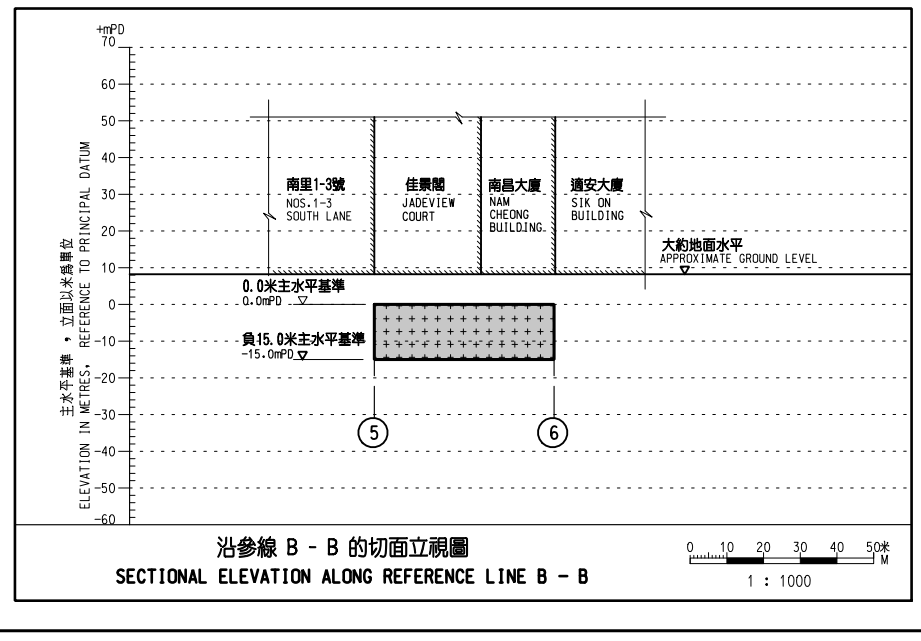 +mPD
70
60
50
40
30
20
10
0
-10
-20
-30
-40
-50
-60
主水平基準，立面以米為單位
ELEVATION IN METRES, REFERENCE TO PRINCIPAL DATUM
南里1-3號
NOS.1-3
SOUTH LANE
佳景閣
JADEVIEW
COURT
南昌大廈
NAM
CHEONG
BUILDING
適安大廈
SIK ON
BUILDING
大約地面水平
APPROXIMATE GROUND LEVEL
0.0米主水平基準
0.0mPD
負15.0米主水平基準
-15.0mPD
5
6
沿參線 B - B 的切面立視圖
SECTIONAL ELEVATION ALONG REFERENCE LINE B - B
0 10 20 30 40 50米
M
1 : 1000